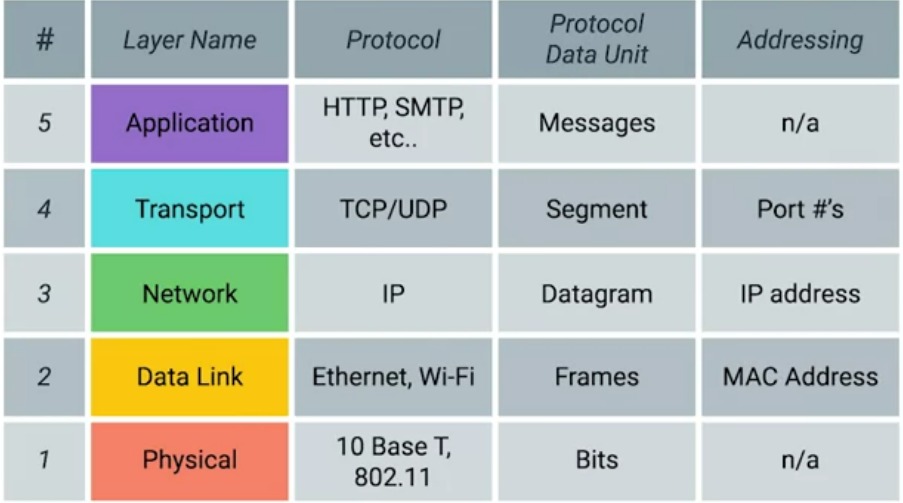 # Layer Name Protocol Protocol Data Unit Addressing
5 Application HTTP, SMTP, etc.. Messages n/a
4 Transport TCP/UDP Segment Port #'s
3 Network IP Datagram IP address
2 Data Link Ethernet, Wi-Fi Frames MAC Address
1 Physical 10 Base T, 802.11 Bits n/a